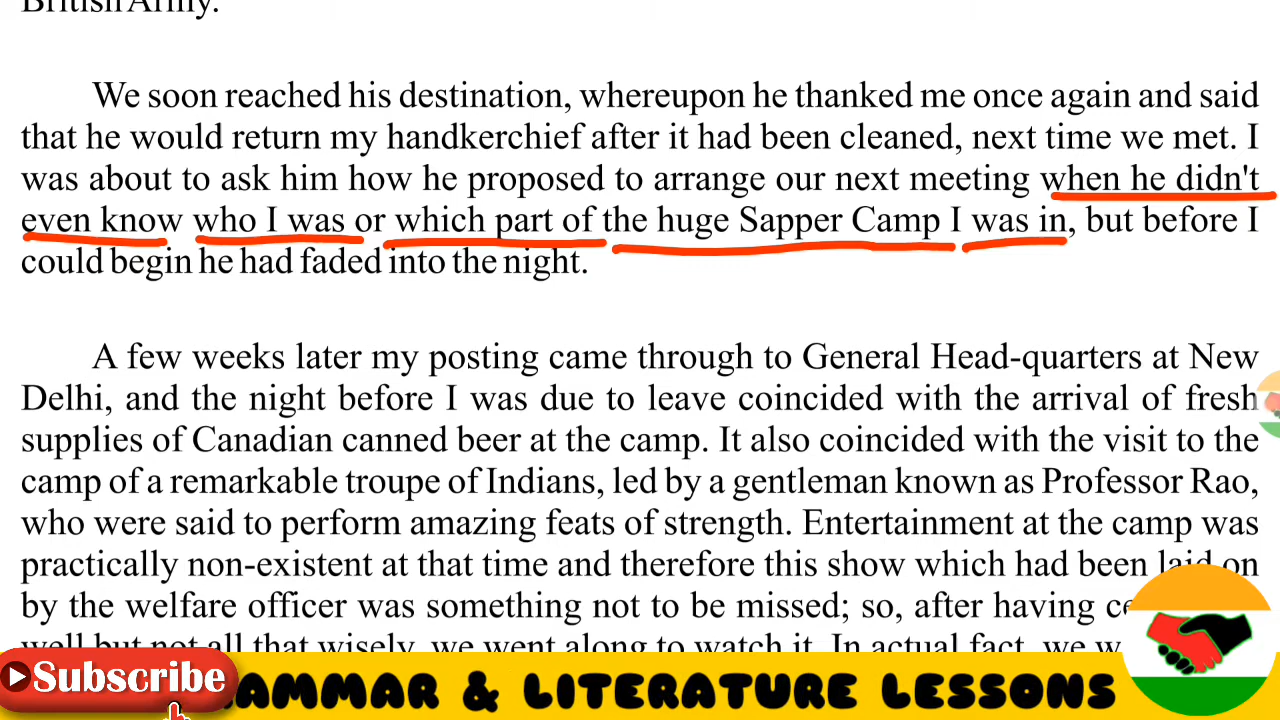 British Army.
We soon reached his destination, whereupon he thanked me once again and said
that he would return my handkerchief after it had been cleaned, next time we met. I
was about to ask him how he proposed to arrange our next meeting when he didn't
even know who I was or which part of the huge Sapper Camp I was in, but before I
could begin he had faded into the night.
A few weeks later my posting came through to General Head-quarters at New
Delhi, and the night before I was due to leave coincided with the arrival of fresh
supplies of Canadian canned beer at the camp. It also coincided with the visit to the
camp of a remarkable troupe of Indians, led by a gentleman known as Professor Rao,
who were said to perform amazing feats of strength. Entertainment at the camp was
practically non-existent at that time and therefore this show which had been laid on
by the welfare officer was something not to be missed; so, after having
well but not all that wisely, we went along to watch it. In actual fact, we
Subscribe
AMMAR & LITERATURE LESSONS